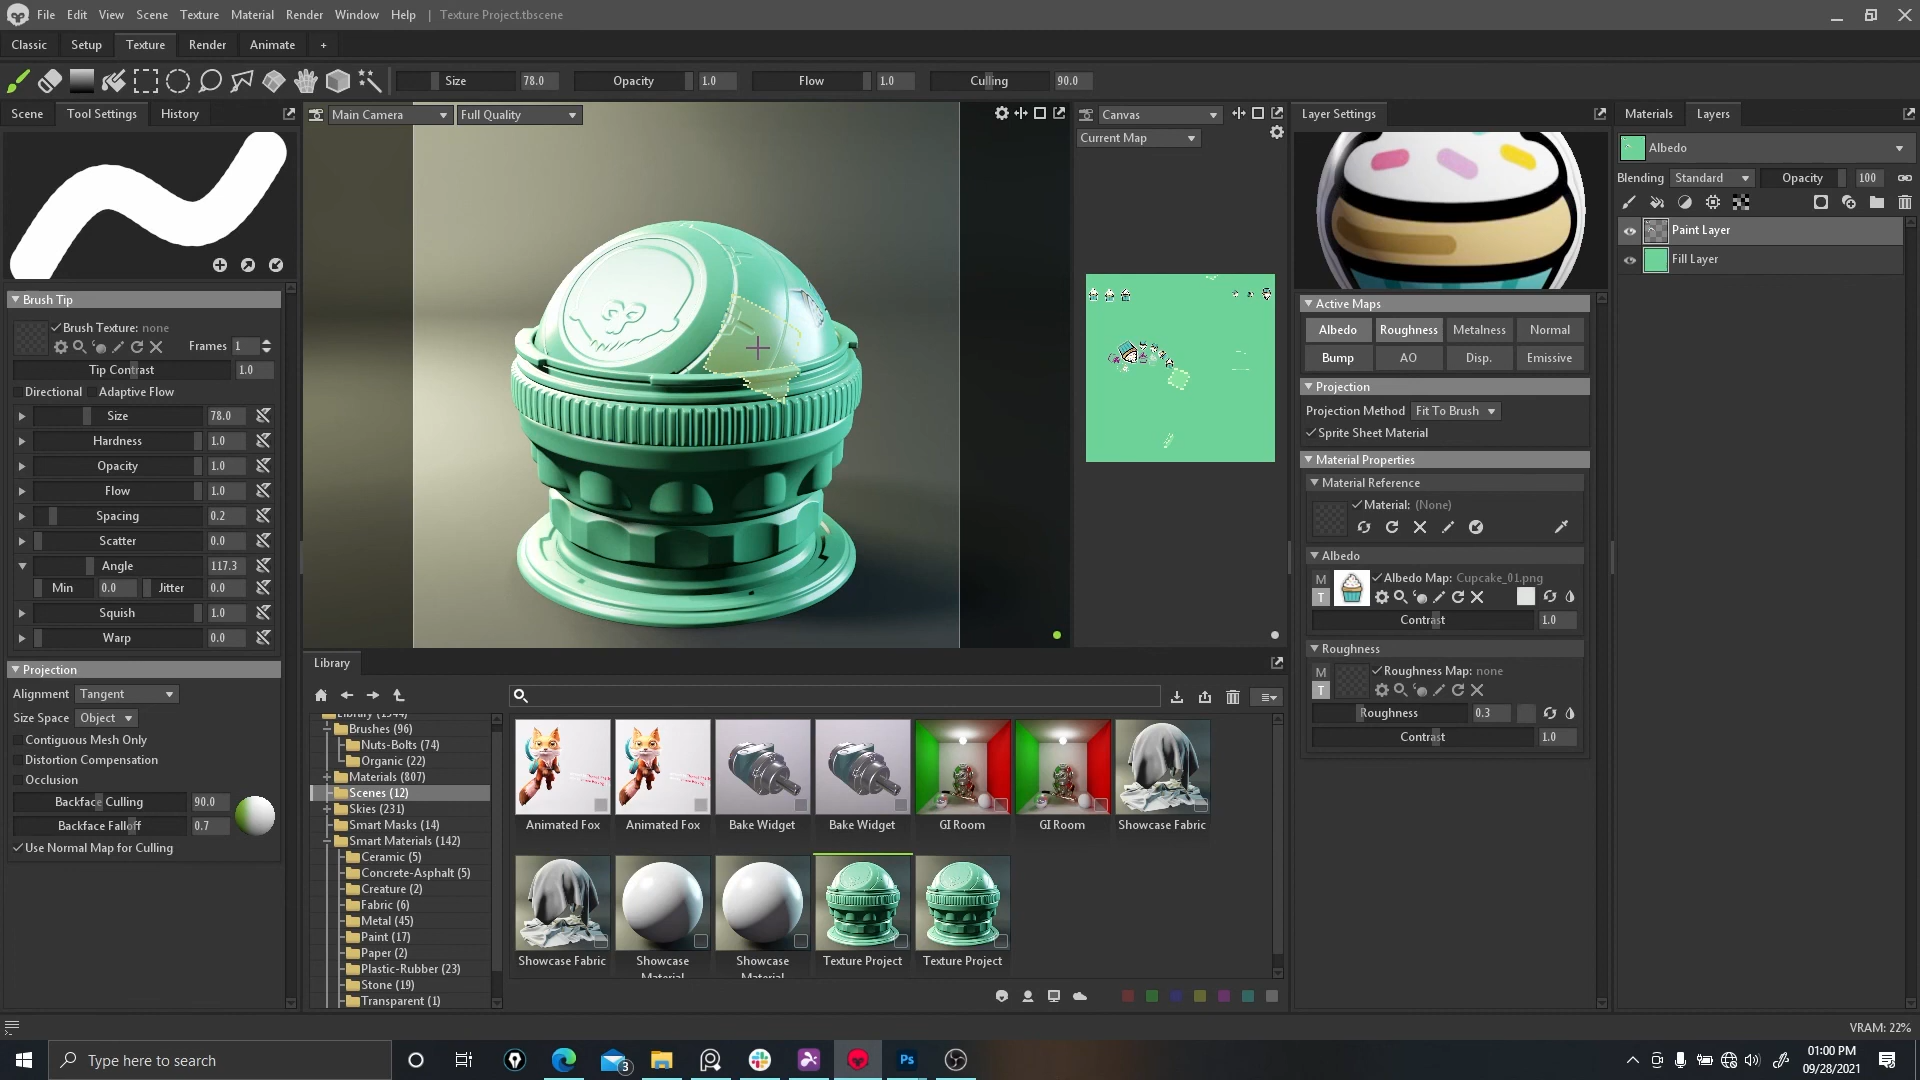 File Edit View Scene Texture Material Render Window Help | Texture Project.tbscene
Classic Setup Texture Render Animate +
Size 78.0 Opacity 1.0 Flow 1.0 Culling 90.0
Scene Tool Settings History
Main Camera Full Quality
Canvas
Current Map
Layer Settings
Materials Layers
Albedo
Blending Standard Opacity 100
Paint Layer
Fill Layer
Brush Tip
Brush Texture: none
Frames 1
Tip Contrast 1.0
Directional Adaptive Flow
Size 78.0
Hardness 1.0
Opacity 1.0
Flow 1.0
Spacing 0.2
Scatter 0.0
Angle 117.3
Min 0.0 Jitter 0.0
Squish 1.0
Warp 0.0
Projection
Alignment Tangent
Size Space Object
Contiguous Mesh Only
Distortion Compensation
Occlusion
Backface Culling 90.0
Backface Falloff 0.7
Use Normal Map for Culling
Active Maps
Albedo Roughness Metalness Normal
Bump AO Disp. Emissive
Projection
Projection Method Fit To Brush
Sprite Sheet Material
Material Properties
Material Reference
Material: (None)
Albedo
M
T
Albedo Map: Cupcake_01.png
Contrast 1.0
Roughness
M
T
Roughness Map: none
Roughness 0.3
Contrast 1.0
Library
Brushes (96)
Nuts-Bolts (74)
Organic (22)
Materials (807)
Scenes (12)
Skies (231)
Smart Masks (14)
Smart Materials (142)
Ceramic (5)
Concrete-Asphalt (5)
Creature (2)
Fabric (6)
Metal (45)
Paint (17)
Paper (2)
Plastic-Rubber (23)
Stone (19)
Transparent (1)
Animated Fox Animated Fox Bake Widget Bake Widget GI Room GI Room Showcase Fabric
Showcase Fabric Showcase Material Showcase Material Texture Project Texture Project
VRAM: 22%
Type here to search
3
Ps
01:00 PM
09/28/2021